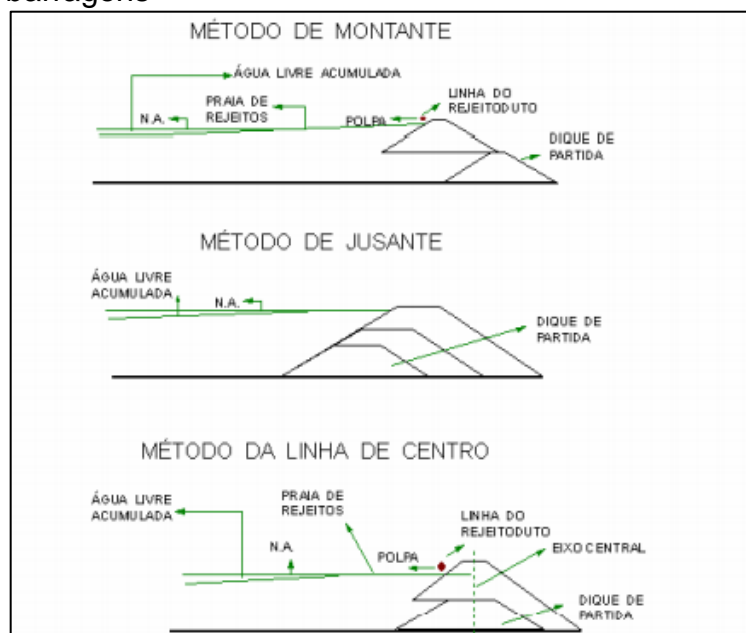 barragens
MÉTODO DE MONTANTE
ÁGUA LIVRE ACUMULADA
LINHA DO
REJEITODUTO
PRAIA DE
REJEITOS
N.A.
POLPA
DIQUE DE
PARTIDA
MÉTODO DE JUSANTE
ÁGUA LIVRE
ACUMULADA
N.A.
DIQUE DE
PARTIDA
MÉTODO DA LINHA DE CENTRO
ÁGUA LIVRE
ACUMULADA
PRAIA DE
REJEITOS
LINHA DO
REJEITODUTO
N.A.
POLPA
EIXO CENTRAL
DIQUE DE
PARTIDA